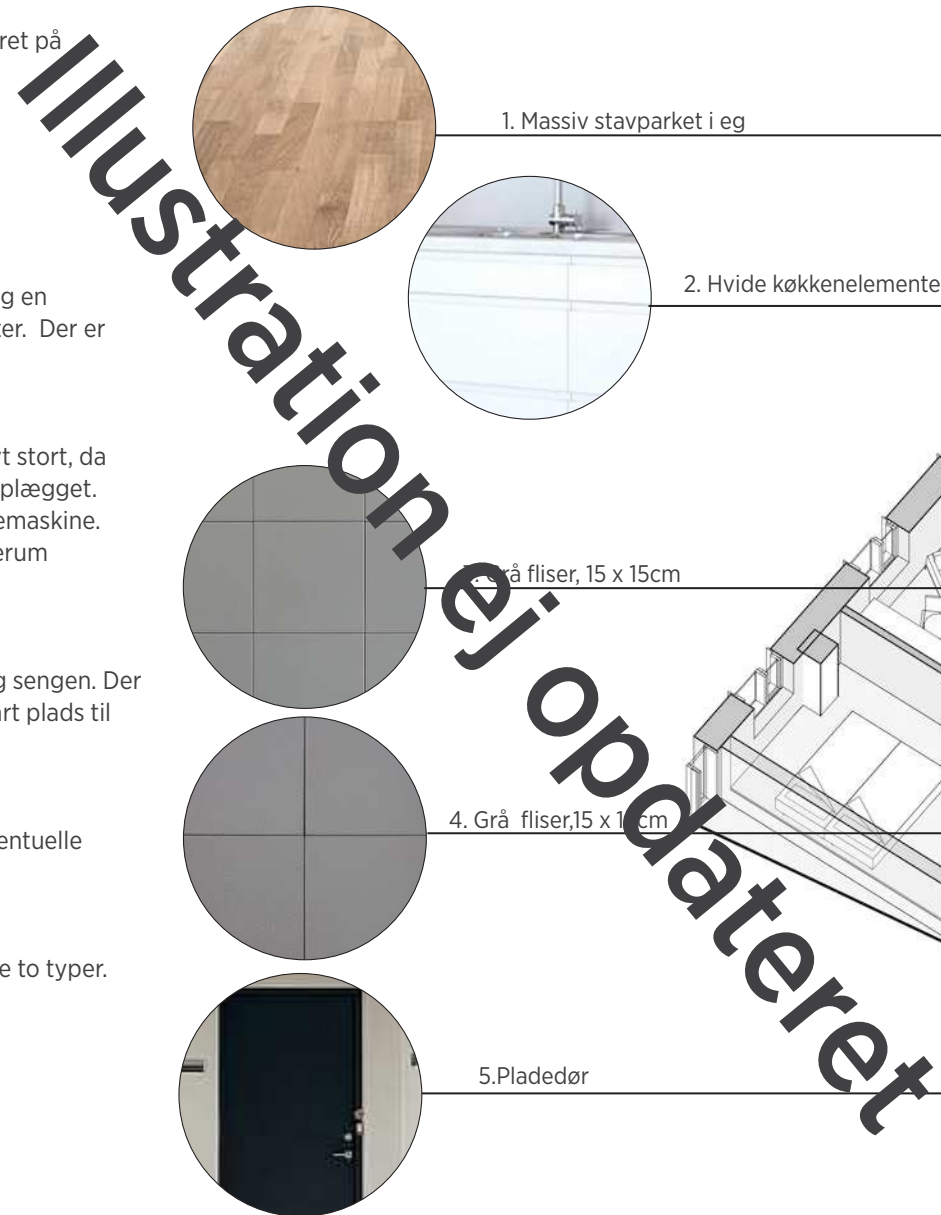 ret på
g en
ter. Der er
t stort, da
plægget.
emaskine.
erum
g sengen. Der
rt plads til
entuelle
e to typer.
1. Massiv stavparket i eg
2. Hvide køkkenelemente
Grå fliser, 15 x 15cm
4. Grå fliser,15 x cm
5.Pladedør
Illustration ej opdateret